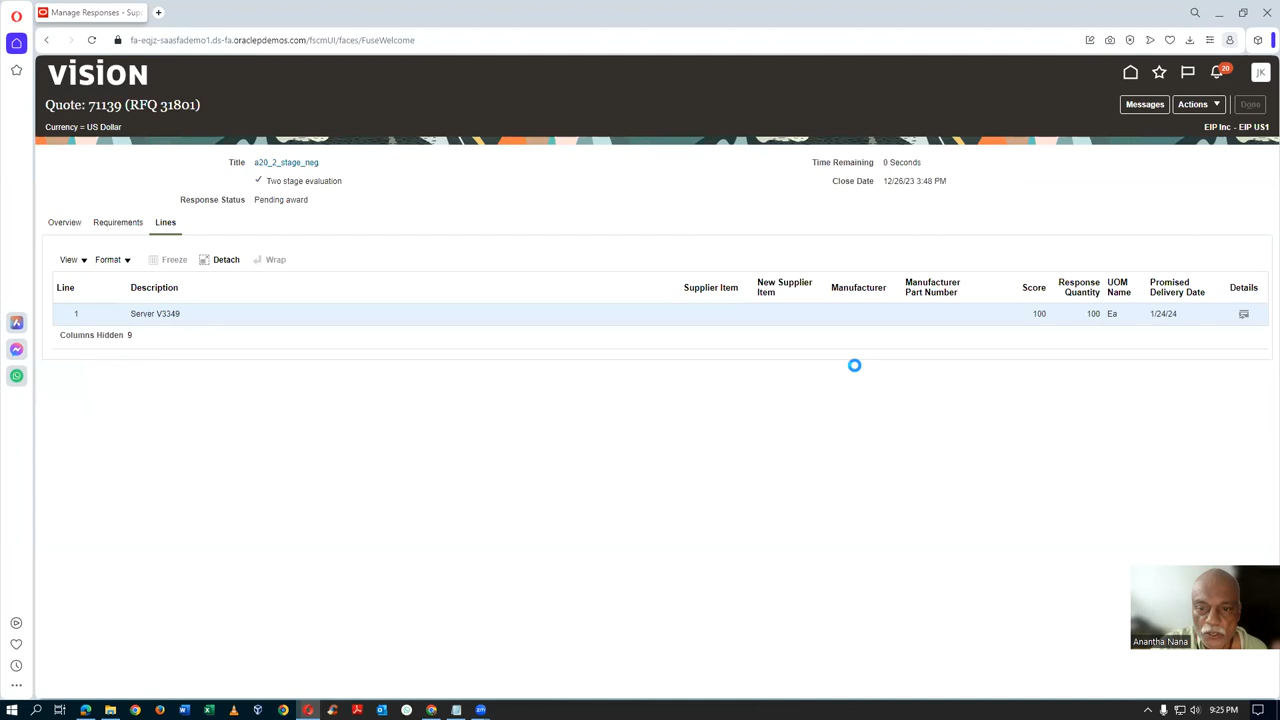 Manage Responses - Supp
fa-eqjz-saasfademo1.ds-fa.oraclepdemos.com/fscmUI/faces/FuseWelcome
vision
20
JK
Quote: 71139 (RFQ 31801)
Messages
Actions
Done
Currency = US Dollar
EIP Inc - EIP US1
Title a20_2_stage_neg
Time Remaining 0 Seconds
Two stage evaluation
Close Date 12/26/23 3:48 PM
Response Status Pending award
Overview Requirements Lines
View Format Freeze Detach Wrap
Line Description Supplier Item New Supplier Item Manufacturer Manufacturer Part Number Score Response Quantity UOM Name Promised Delivery Date Details
1 Server V3349 100 100 Ea 1/24/24
Columns Hidden 9
Anantha Nana
9:25 PM